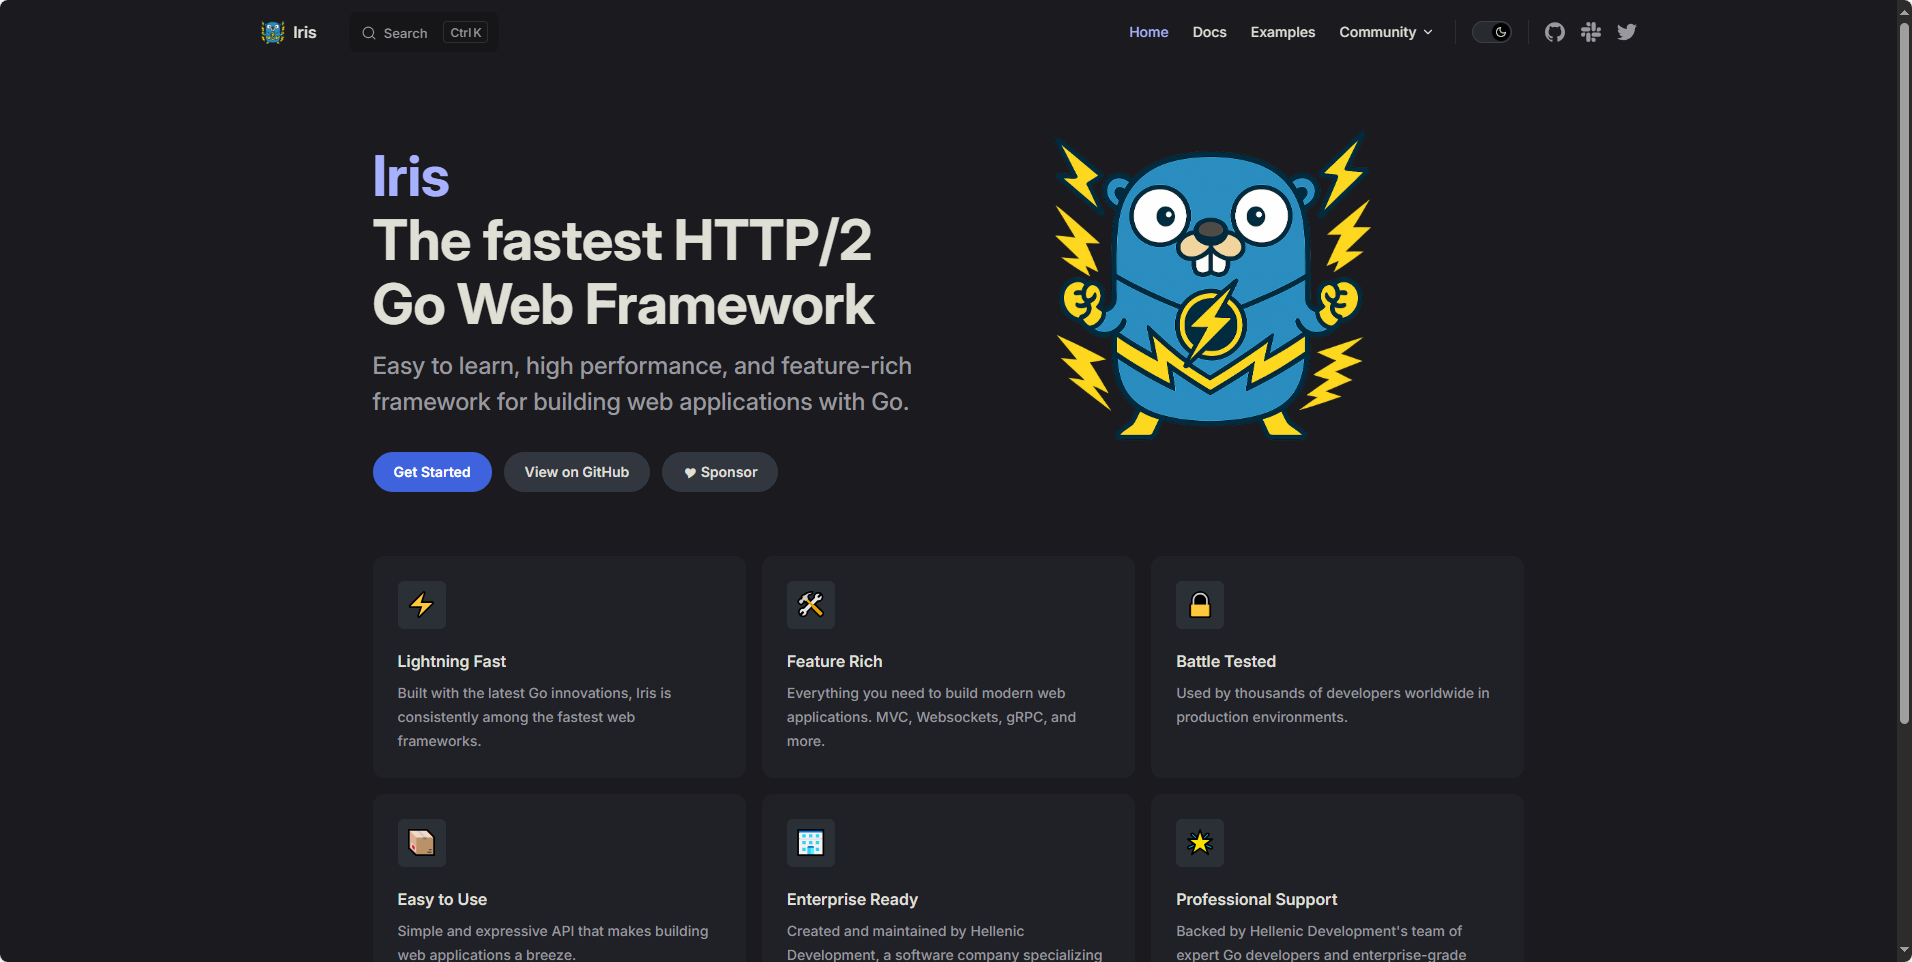 Iris
Search Ctrl K
Home Docs Examples Community
Iris
The fastest HTTP/2
Go Web Framework
Easy to learn, high performance, and feature-rich
framework for building web applications with Go.
Get Started View on GitHub Sponsor
Lightning Fast
Built with the latest Go innovations, Iris is
consistently among the fastest web
frameworks.
Feature Rich
Everything you need to build modern web
applications. MVC, Websockets, gRPC, and
more.
Battle Tested
Used by thousands of developers worldwide in
production environments.
Easy to Use
Simple and expressive API that makes building
web applications a breeze.
Enterprise Ready
Created and maintained by Hellenic
Development, a software company specializing
Professional Support
Backed by Hellenic Development's team of
expert Go developers and enterprise-grade